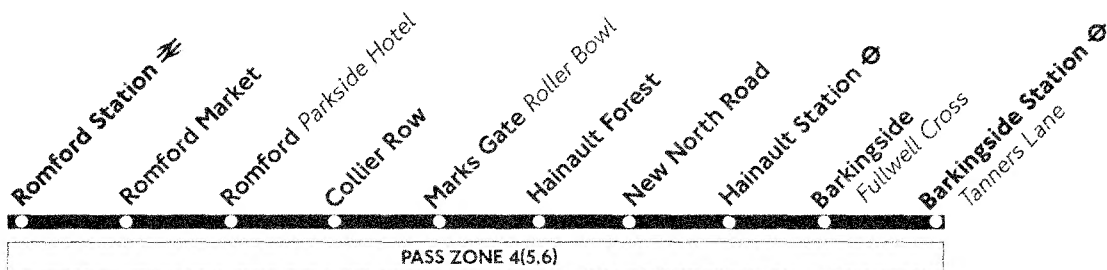 Romford Station
Romford Market
Romford Parkside Hotel
Collier Row
Marks Gate Roller Bowl
Hainault Forest
New North Road
Hainault Station
Barkingside
Fullwell Cross
Barkingside Station
Tanners Lane
PASS ZONE 4(5.6)